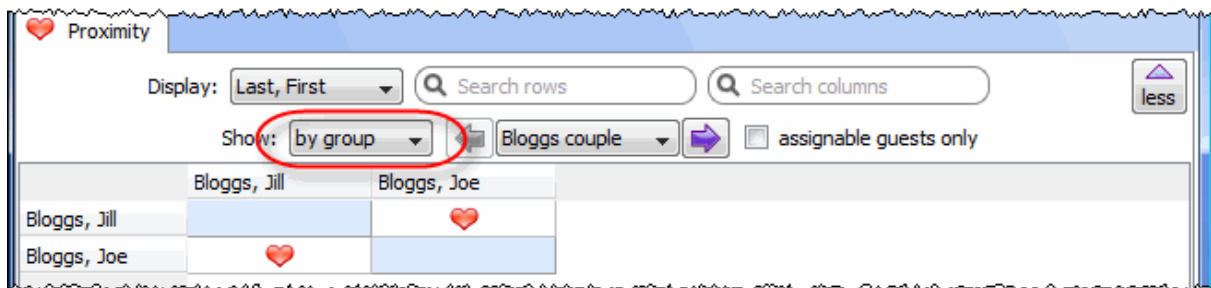 Proximity
Display: Last, First Search rows Search columns less
Show: by group Bloggs couple assignable guests only
Bloggs, Jill Bloggs, Joe
Bloggs, Jill
Bloggs, Joe